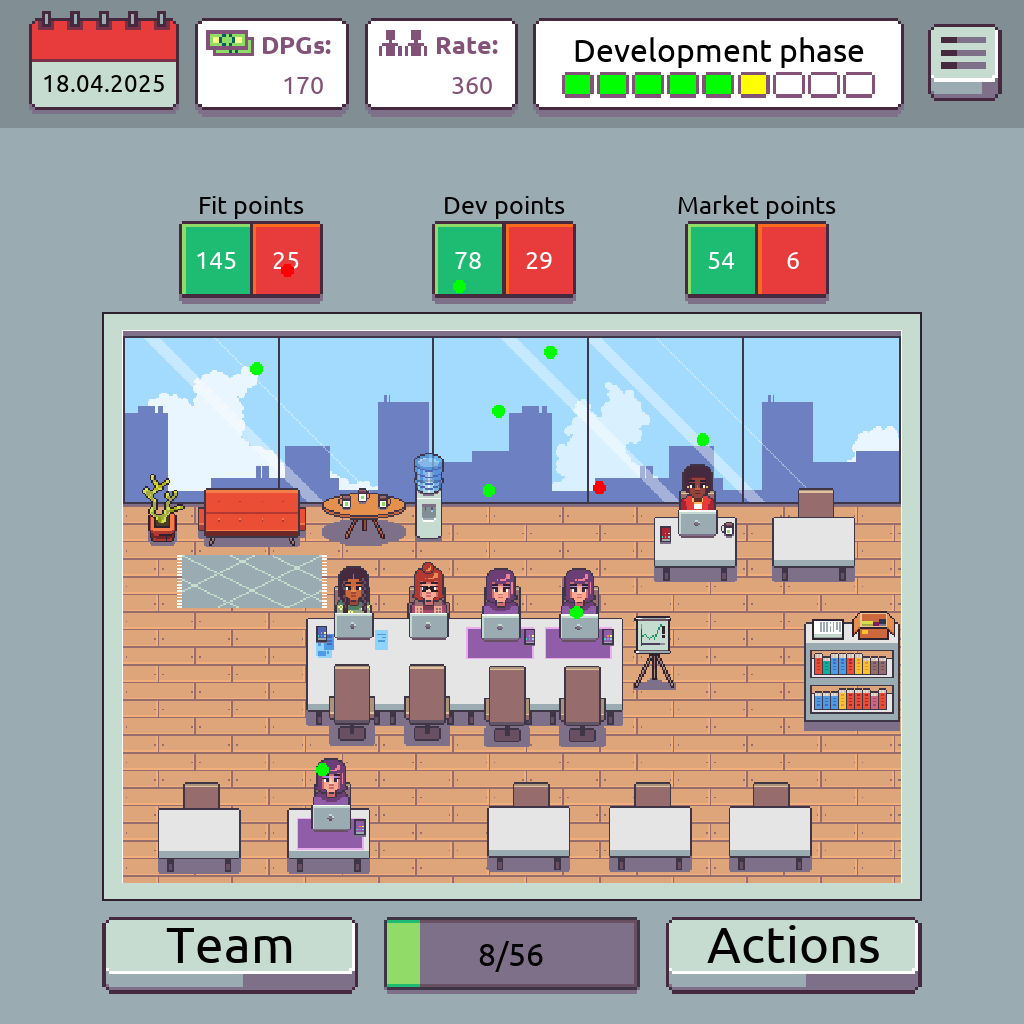 18.04.2025
DPGs:
170
Rate:
360
Development phase
Fit points
145 25
Dev points
78 29
Market points
54 6
Team
8/56
Actions